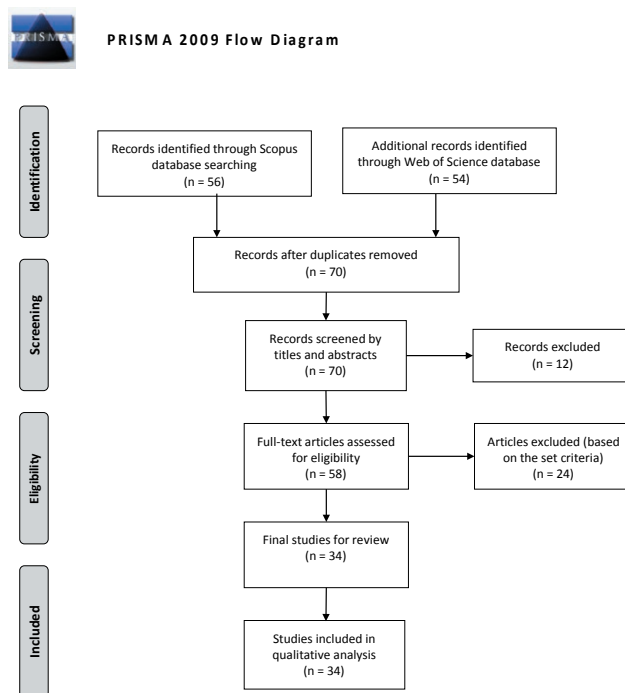 PRISMA
PRISMA 2009 Flow Diagram
Identification
Records identified through Scopus
database searching
(n = 56)
Additional records identified
through Web of Science database
(n = 54)
Records after duplicates removed
(n = 70)
Screening
Records screened by
titles and abstracts
(n = 70)
Records excluded
(n = 12)
Eligibility
Full-text articles assessed
for eligibility
(n = 58)
Articles excluded (based
on the set criteria)
(n = 24)
Final studies for review
(n = 34)
Included
Studies included in
qualitative analysis
(n = 34)